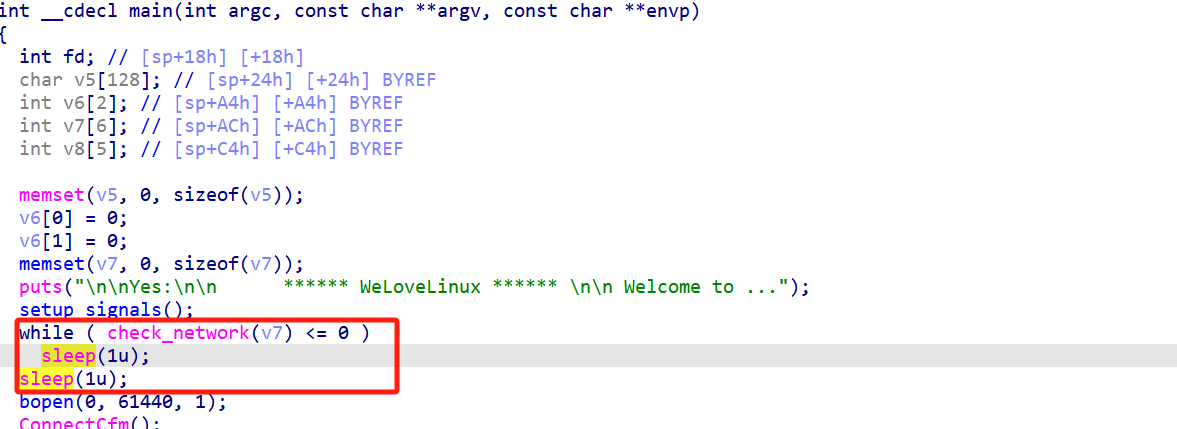 int __cdecl main(int argc, const char **argv, const char **envp)
{
int fd; // [sp+18h] [+18h]
char v5[128]; // [sp+24h] [+24h] BYREF
int v6[2]; // [sp+A4h] [+A4h] BYREF
int v7[6]; // [sp+ACh] [+ACh] BYREF
int v8[5]; // [sp+C4h] [+C4h] BYREF
memset(v5, 0, sizeof(v5));
v6[0] = 0;
v6[1] = 0;
memset(v7, 0, sizeof(v7));
puts("\n\nYes:\n\n      ****** WeLoveLinux ****** \n\n Welcome to ...");
setup_signals();
while ( check_network(v7) <= 0 )
sleep(1u);
sleep(1u);
bopen(0, 61440, 1);
ConnectCfm();